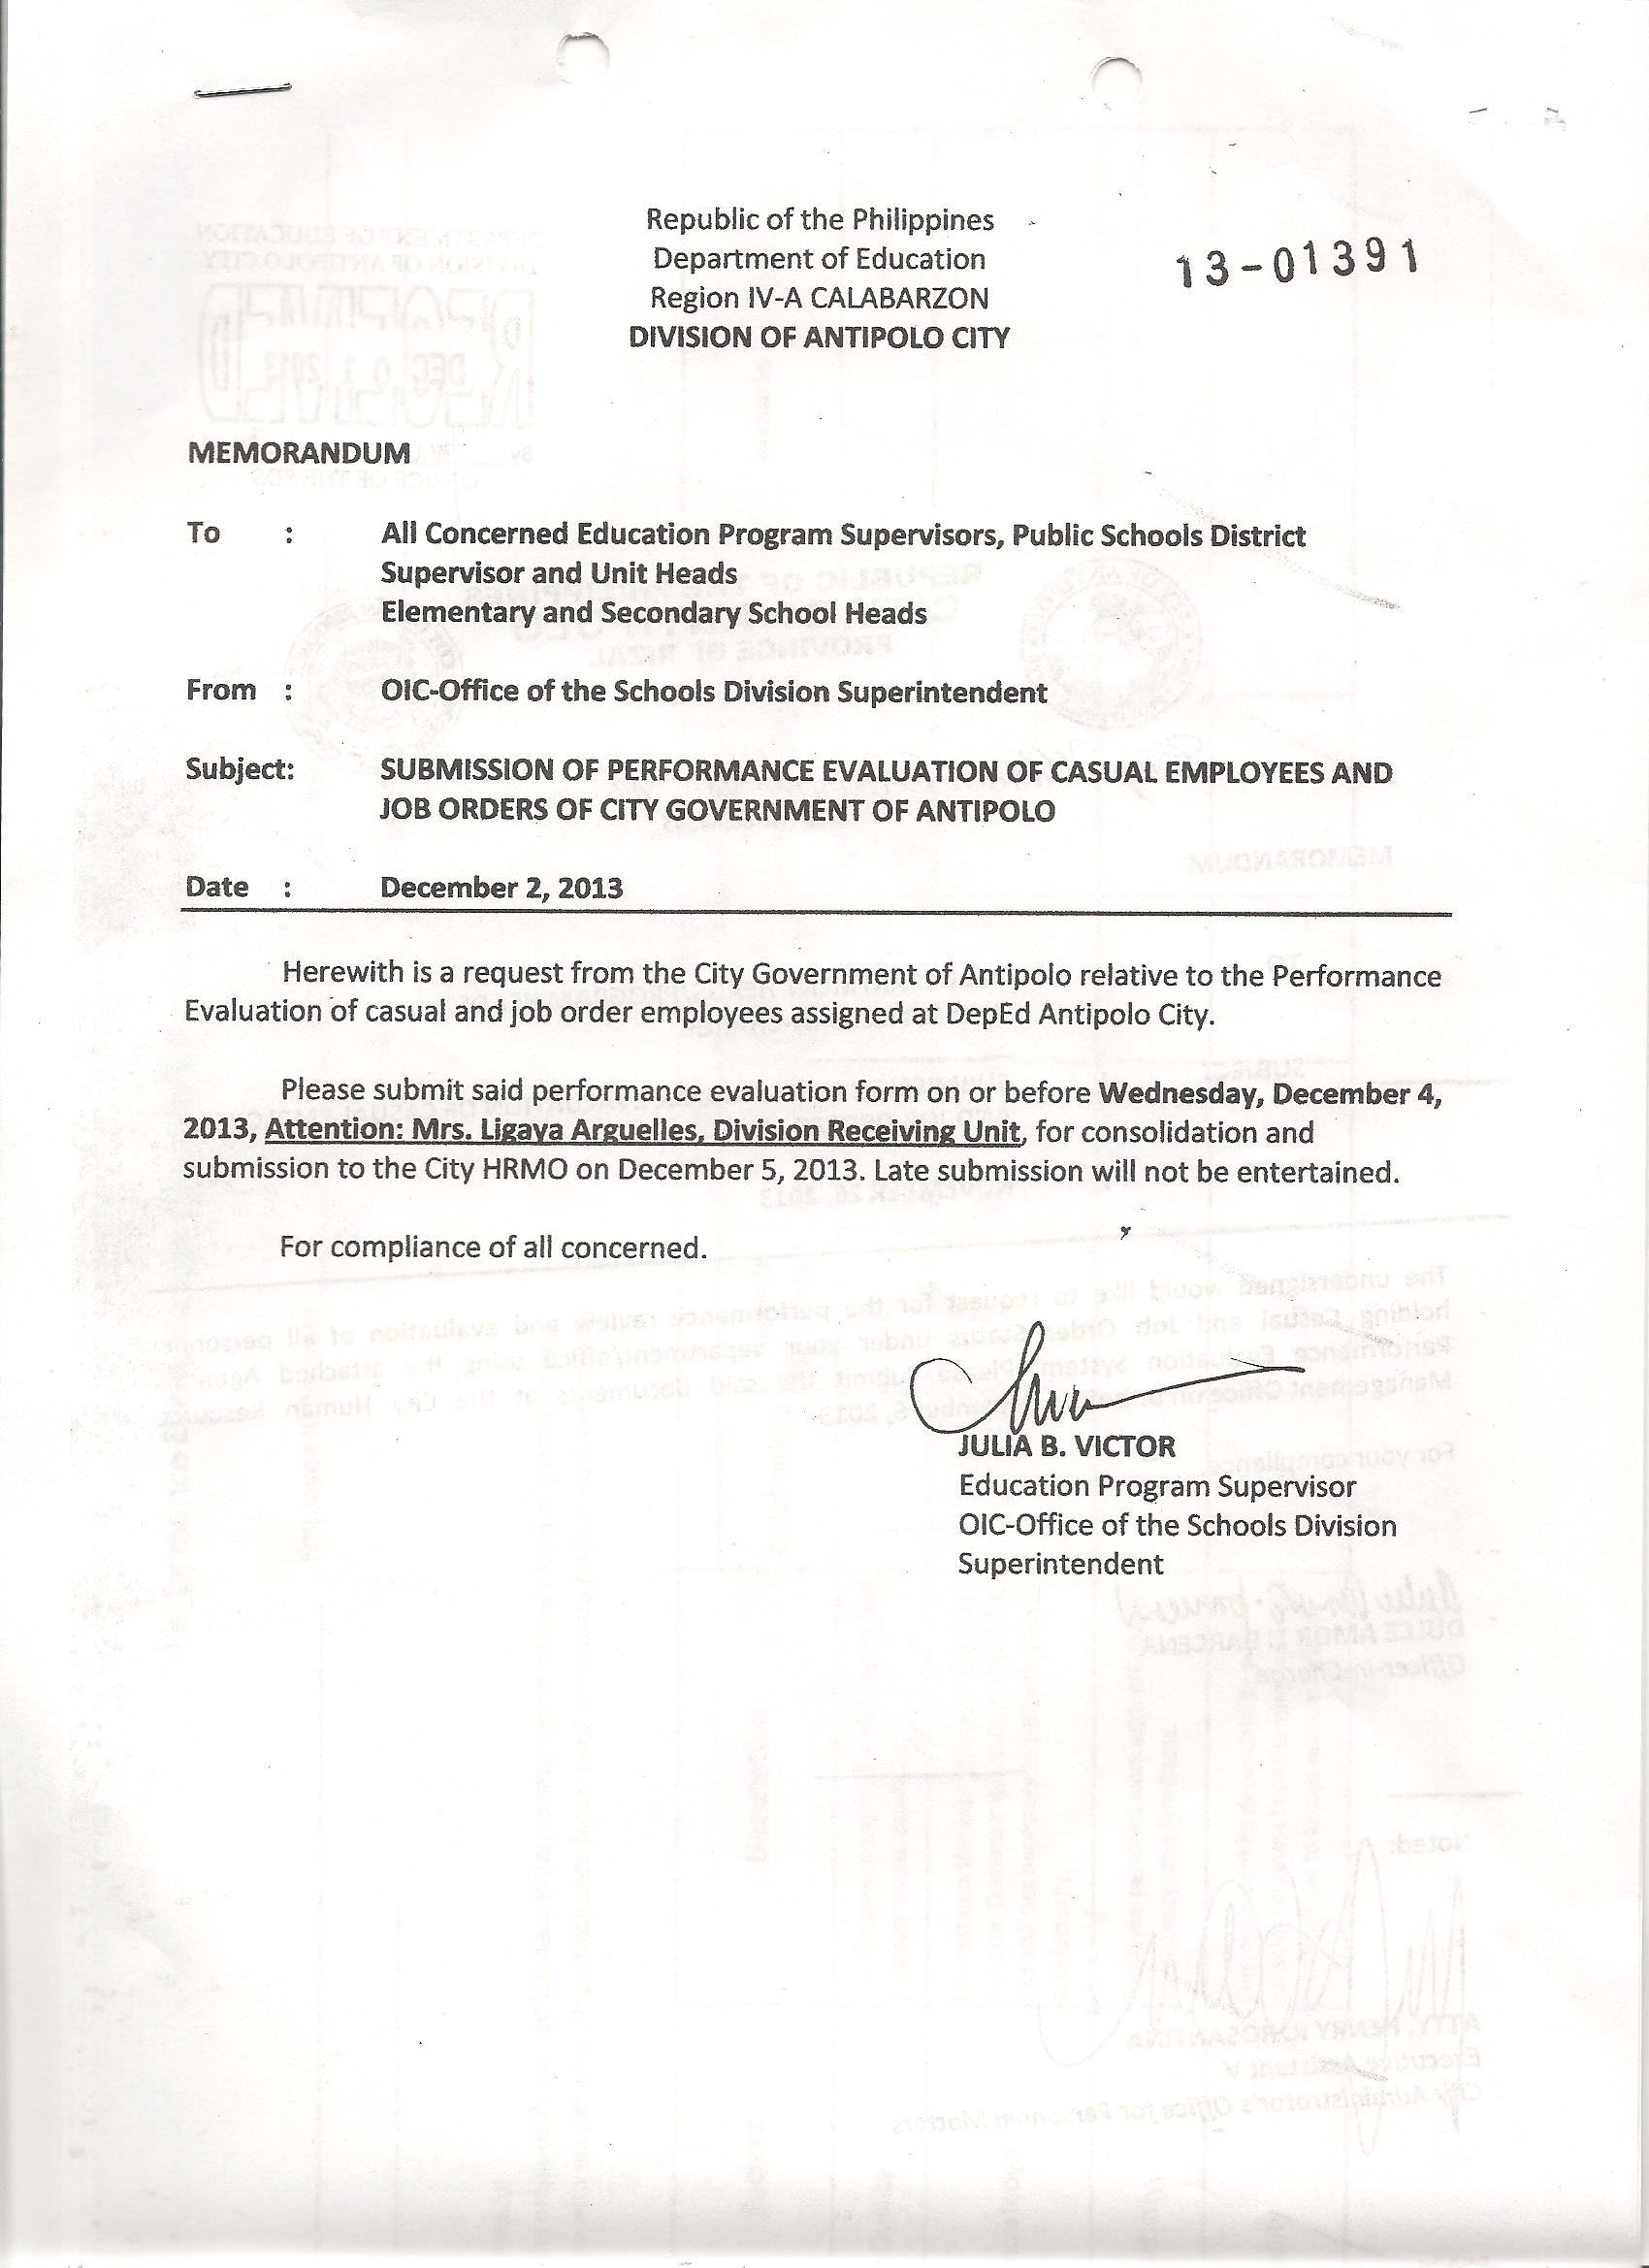 Republic of the Philippines
Department of Education
Region IV-A CALABARZON
DIVISION OF ANTIPOLO CITY
13-01391
MEMORANDUM
To : All Concerned Education Program Supervisors, Public Schools District
Supervisor and Unit Heads
Elementary and Secondary School Heads
From : OIC-Office of the Schools Division Superintendent
Subject: SUBMISSION OF PERFORMANCE EVALUATION OF CASUAL EMPLOYEES AND
JOB ORDERS OF CITY GOVERNMENT OF ANTIPOLO
Date : December 2, 2013
Herewith is a request from the City Government of Antipolo relative to the Performance
Evaluation of casual and job order employees assigned at DepEd Antipolo City.
Please submit said performance evaluation form on or before Wednesday, December 4,
2013, Attention: Mrs. Ligaya Arguelles, Division Receiving Unit, for consolidation and
submission to the City HRMO on December 5, 2013. Late submission will not be entertained.
For compliance of all concerned.
JULIA B. VICTOR
Education Program Supervisor
OIC-Office of the Schools Division
Superintendent